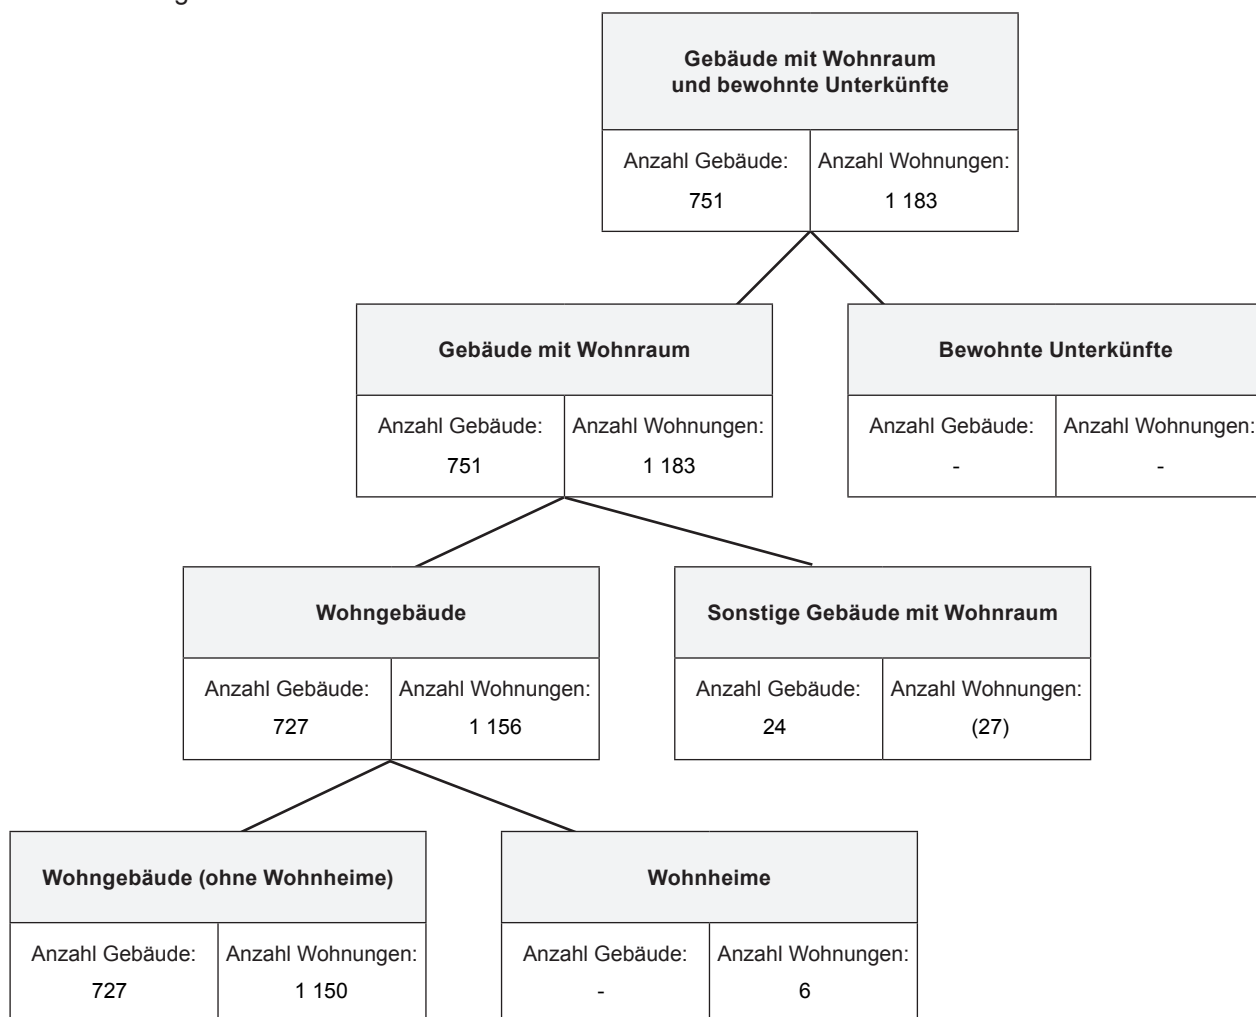 Gebäude mit Wohnraum
und bewohnte Unterkünfte
Anzahl Gebäude: Anzahl Wohnungen:
751 1 183
Gebäude mit Wohnraum
Bewohnte Unterkünfte
Anzahl Gebäude: Anzahl Wohnungen:
751 1 183
Anzahl Gebäude: Anzahl Wohnungen:
- -
Wohngebäude
Sonstige Gebäude mit Wohnraum
Anzahl Gebäude: Anzahl Wohnungen:
727 1 156
Anzahl Gebäude: Anzahl Wohnungen:
24 (27)
Wohngebäude (ohne Wohnheime)
Wohnheime
Anzahl Gebäude: Anzahl Wohnungen:
727 1 150
Anzahl Gebäude: Anzahl Wohnungen:
- 6